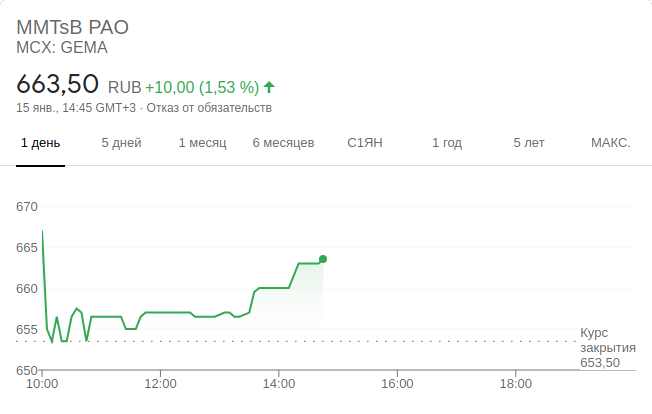 MMTsB PAO
MCX: GEMA
663,50 RUB +10,00 (1,53 %)
15 янв., 14:45 GMT+3 · Отказ от обязательств
1 день 5 дней 1 месяц 6 месяцев С1ЯН 1 год 5 лет МАКС.
670
665
660
655
650
Курс
закрытия
653,50
10:00 12:00 14:00 16:00 18:00